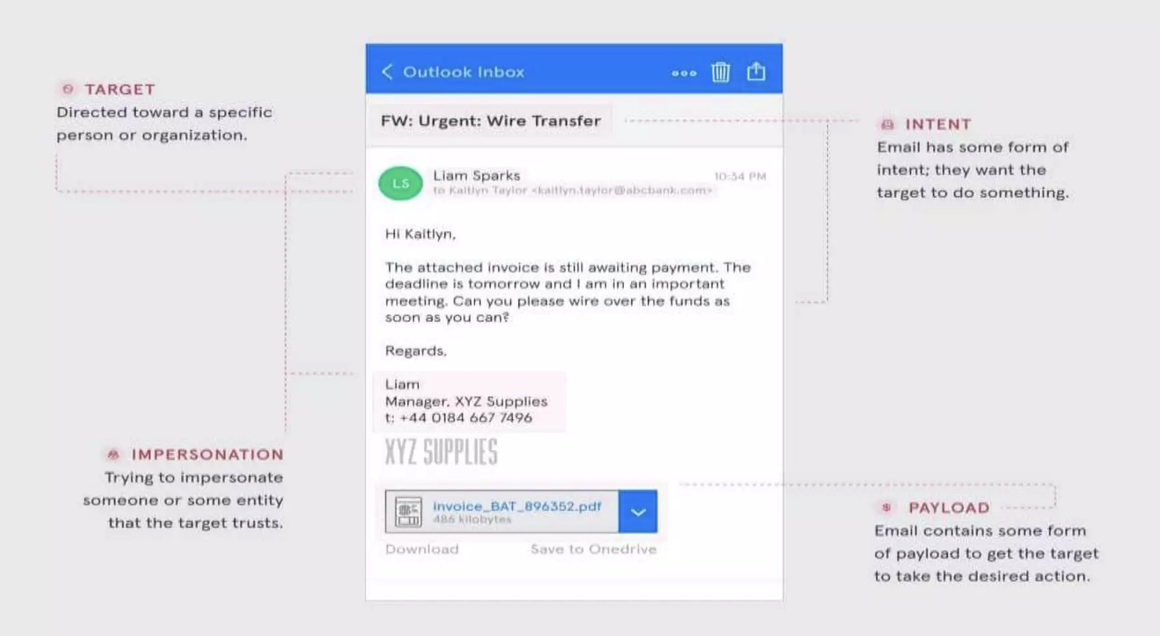 TARGET
Directed toward a specific
person or organization.
IMPERSONATION
Trying to impersonate
someone or some entity
that the target trusts.
Outlook Inbox
FW: Urgent: Wire Transfer
LS
Liam Sparks
10:34 PM
to Kaitlyn Taylor <kaitlyn.taylor@abcbank.com>
Hi Kaitlyn,
The attached invoice is still awaiting payment. The
deadline is tomorrow and I am in an important
meeting. Can you please wire over the funds as
soon as you can?
Regards,
Liam
Manager, XYZ Supplies
t: +44 0184 667 7496
XYZ SUPPLIES
invoice_BAT_896352.pdf
486 kilobytes
Download
Save to Onedrive
INTENT
Email has some form of
intent; they want the
target to do something.
PAYLOAD
Email contains some form
of payload to get the target
to take the desired action.